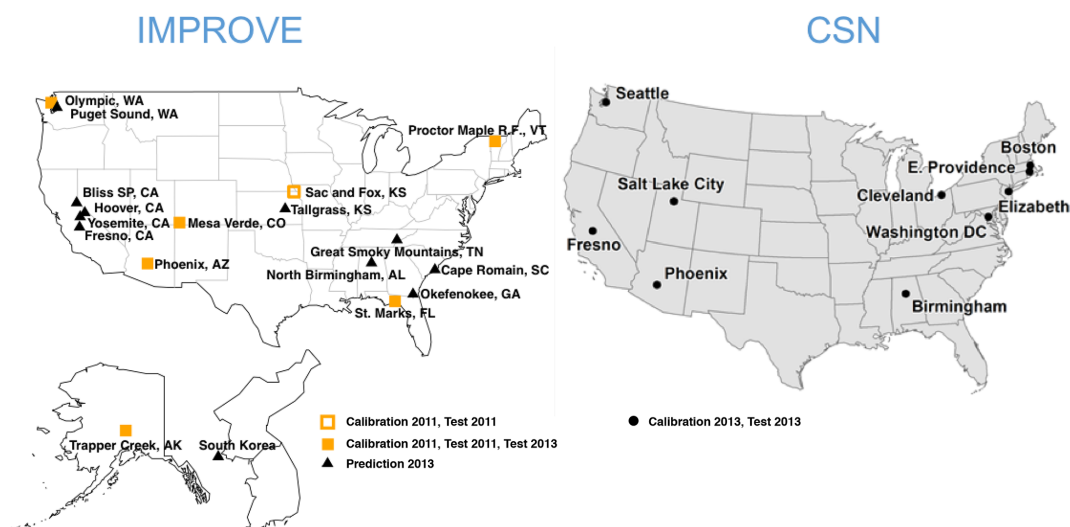 IMPROVE
Olympic, WA
Puget Sound, WA
Proctor Maple R.F., VT
Bliss SP, CA
Hoover, CA
Yosemite, CA
Fresno, CA
Sac and Fox, KS
Tallgrass, KS
Mesa Verde, CO
Phoenix, AZ
Great Smoky Mountains, TN
North Birmingham, AL
Cape Romain, SC
Okefenokee, GA
St. Marks, FL
Trapper Creek, AK
South Korea
Calibration 2011, Test 2011
Calibration 2011, Test 2011, Test 2013
Prediction 2013
CSN
Seattle
Boston
E. Providence
Salt Lake City
Cleveland
Elizabeth
Washington DC
Fresno
Phoenix
Birmingham
Calibration 2013, Test 2013